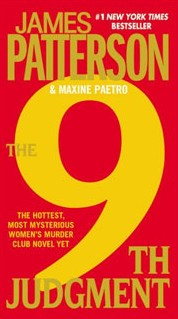 JAMES
PATTERSON
#1 NEW YORK TIMES
BESTSELLER
& MAXINE PAETRO
THE
9
TH
JUDGMENT
THE HOTTEST,
MOST MYSTERIOUS
WOMEN'S MURDER
CLUB NOVEL YET